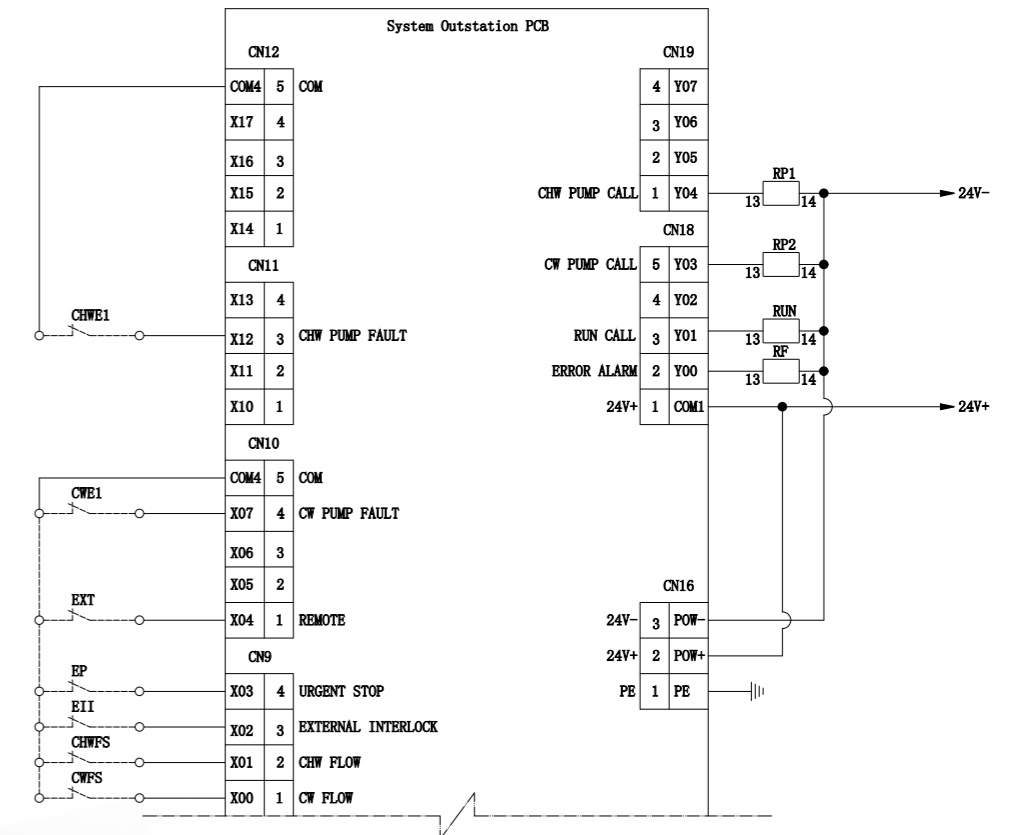 System Outstation PCB
CN12
COM4 5 COM
X17 4
X16 3
X15 2
X14 1
CN11
X13 4
CHWE1
X12 3 CHW PUMP FAULT
X11 2
X10 1
CN10
COM4 5 COM
CWE1
X07 4 CW PUMP FAULT
X06 3
X05 2
EXT
X04 1 REMOTE
CN9
EP
X03 4 URGENT STOP
EII
X02 3 EXTERNAL INTERLOCK
CHWFS
X01 2 CHW FLOW
CWFS
X00 1 CW FLOW
CN19
4 Y07
3 Y06
2 Y05
RP1
CHW PUMP CALL 1 Y04 13 14 24V-
CN18
RP2
CW PUMP CALL 5 Y03 13 14
4 Y02
RUN
RUN CALL 3 Y01 13 14
RF
ERROR ALARM 2 Y00 13 14
24V+ 1 COM1 24V+
CN16
24V- 3 POW-
24V+ 2 POW+
PE 1 PE